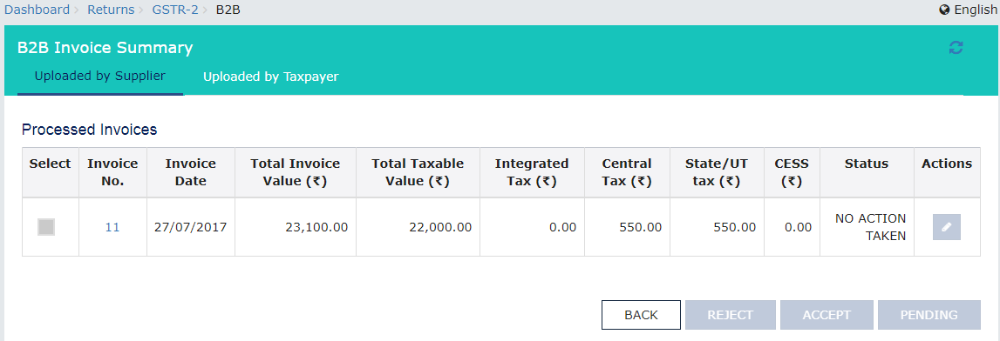 Dashboard > Returns > GSTR-2 > B2B English
B2B Invoice Summary
Uploaded by Supplier Uploaded by Taxpayer
Processed Invoices
Select Invoice Invoice Total Invoice Total Taxable Integrated Central State/UT CESS Status Actions
No. Date Value (₹) Value (₹) Tax (₹) Tax (₹) tax (₹) (₹)
11 27/07/2017 23,100.00 22,000.00 0.00 550.00 550.00 0.00 NO ACTION
TAKEN
BACK REJECT ACCEPT PENDING